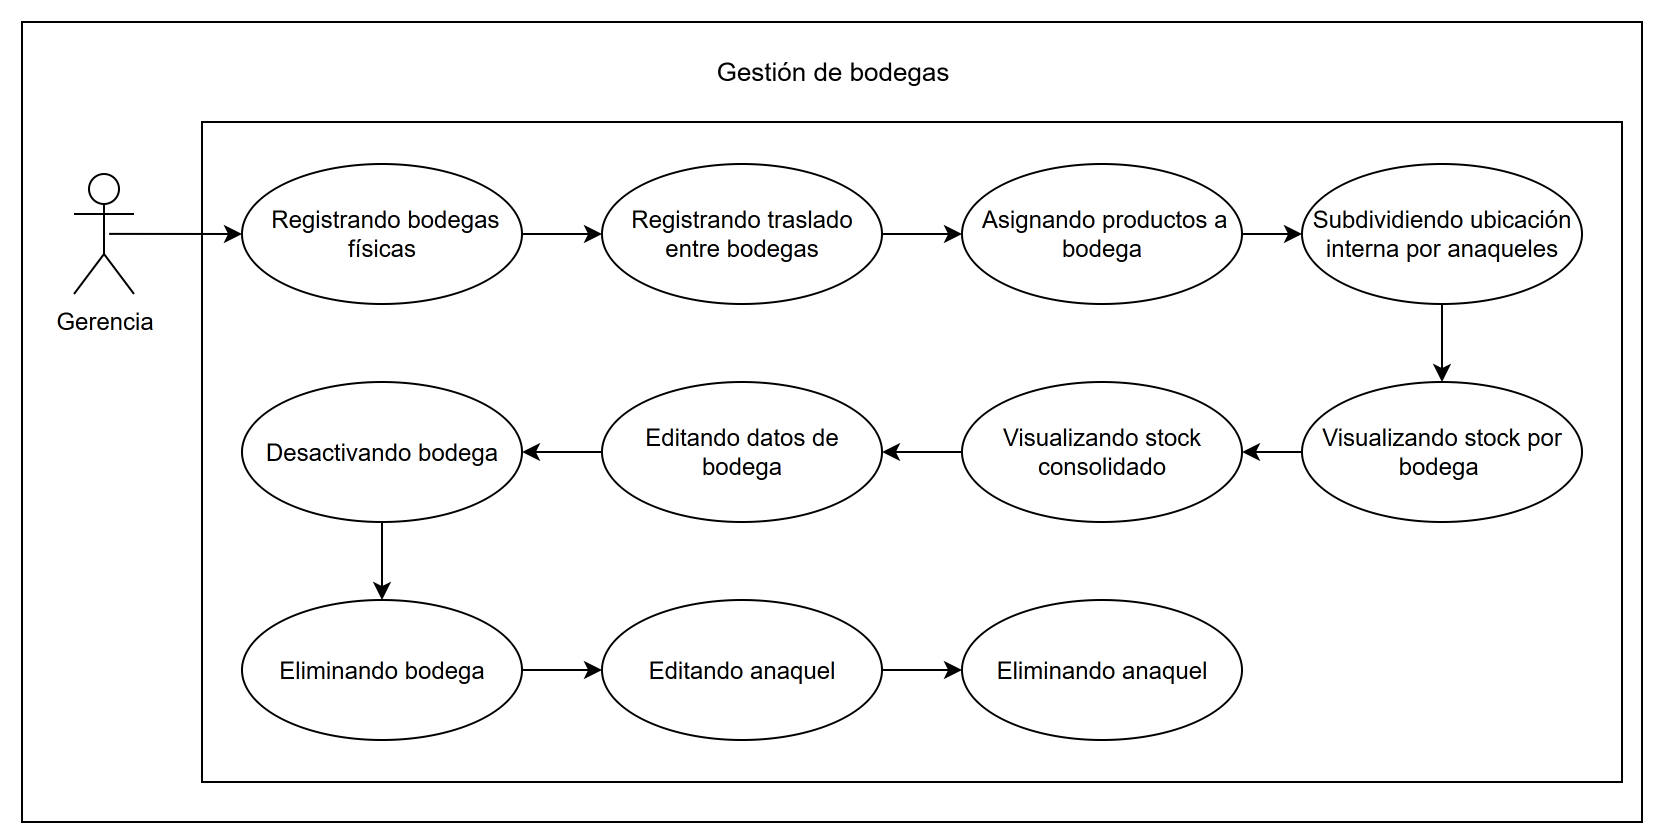 Gestión de bodegas
Gerencia
Registrando bodegas
físicas
Registrando traslado
entre bodegas
Asignando productos a
bodega
Subdividiendo ubicación
interna por anaqueles
Desactivando bodega
Editando datos de
bodega
Visualizando stock
consolidado
Visualizando stock por
bodega
Eliminando bodega
Editando anaquel
Eliminando anaquel